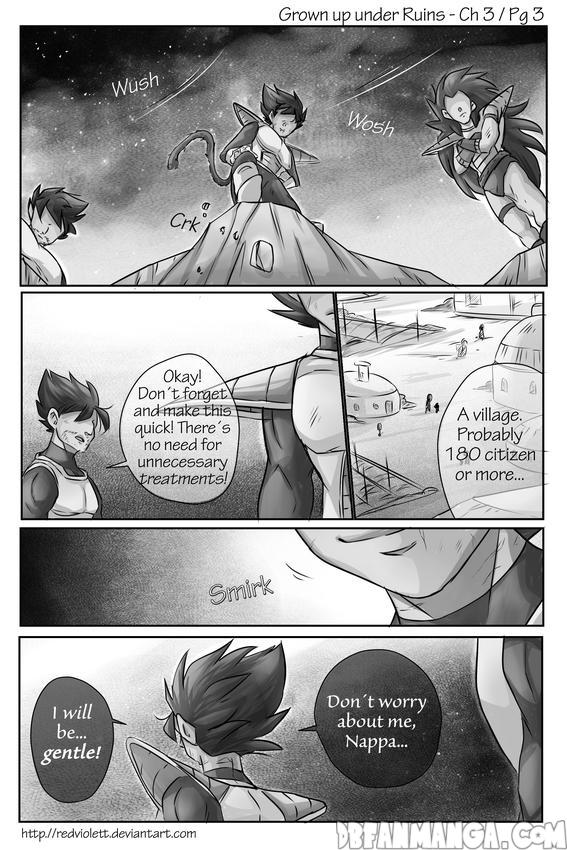 Grown up under Ruins - Ch 3 / Pg 3
Wush
Wosh
Crk
Okay!
Don´t forget
and make this
quick! There´s
no need for
unnecessary
treatments!
A village.
Probably
180 citizen
or more...
Smirk
Don´t worry
about me,
Nappa...
I will
be...
gentle!
http://redviolett.deviantart.com
DBFANMANGA.COM